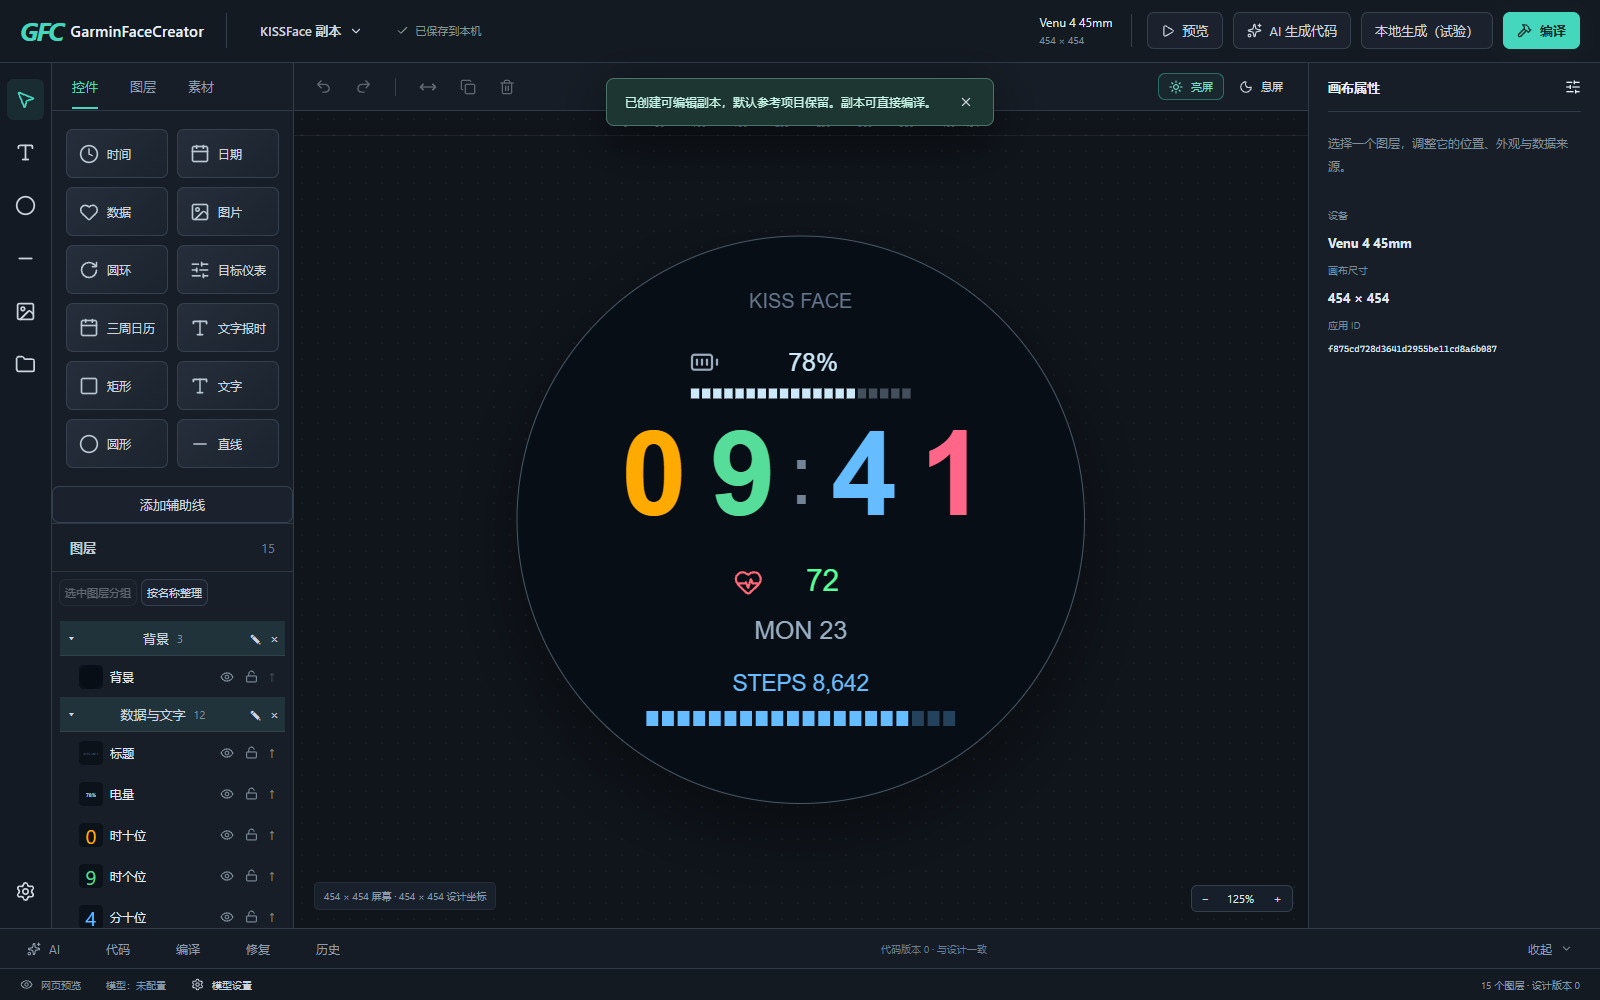 GFC GarminFaceCreator
KISSFace 副本
已保存到本机
Venu 4 45mm
454 × 454
预览
AI 生成代码
本地生成（试验）
编译
控件
图层
素材
已创建可编辑副本，默认参考项目保留。副本可直接编译。
亮屏
息屏
画布属性
时间
日期
数据
图片
圆环
目标仪表
三周日历
文字报时
矩形
文字
圆形
直线
添加辅助线
图层
15
选中图层分组
按名称整理
背景 3
背景
数据与文字 12
标题
78%
电量
0
时十位
9
时个位
4
分十位
KISS FACE
78%
09:41
72
MON 23
STEPS 8,642
454 × 454 屏幕 · 454 × 454 设计坐标
− 125% +
选择一个图层，调整它的位置、外观与数据来
源。
设备
Venu 4 45mm
画布尺寸
454 × 454
应用 ID
f875cd728d3641d2955be11cd8a6b087
AI
代码
编译
修复
历史
代码版本 0 · 与设计一致
收起
网页预览
模型：未配置
模型设置
15 个图层 · 设计版本 0